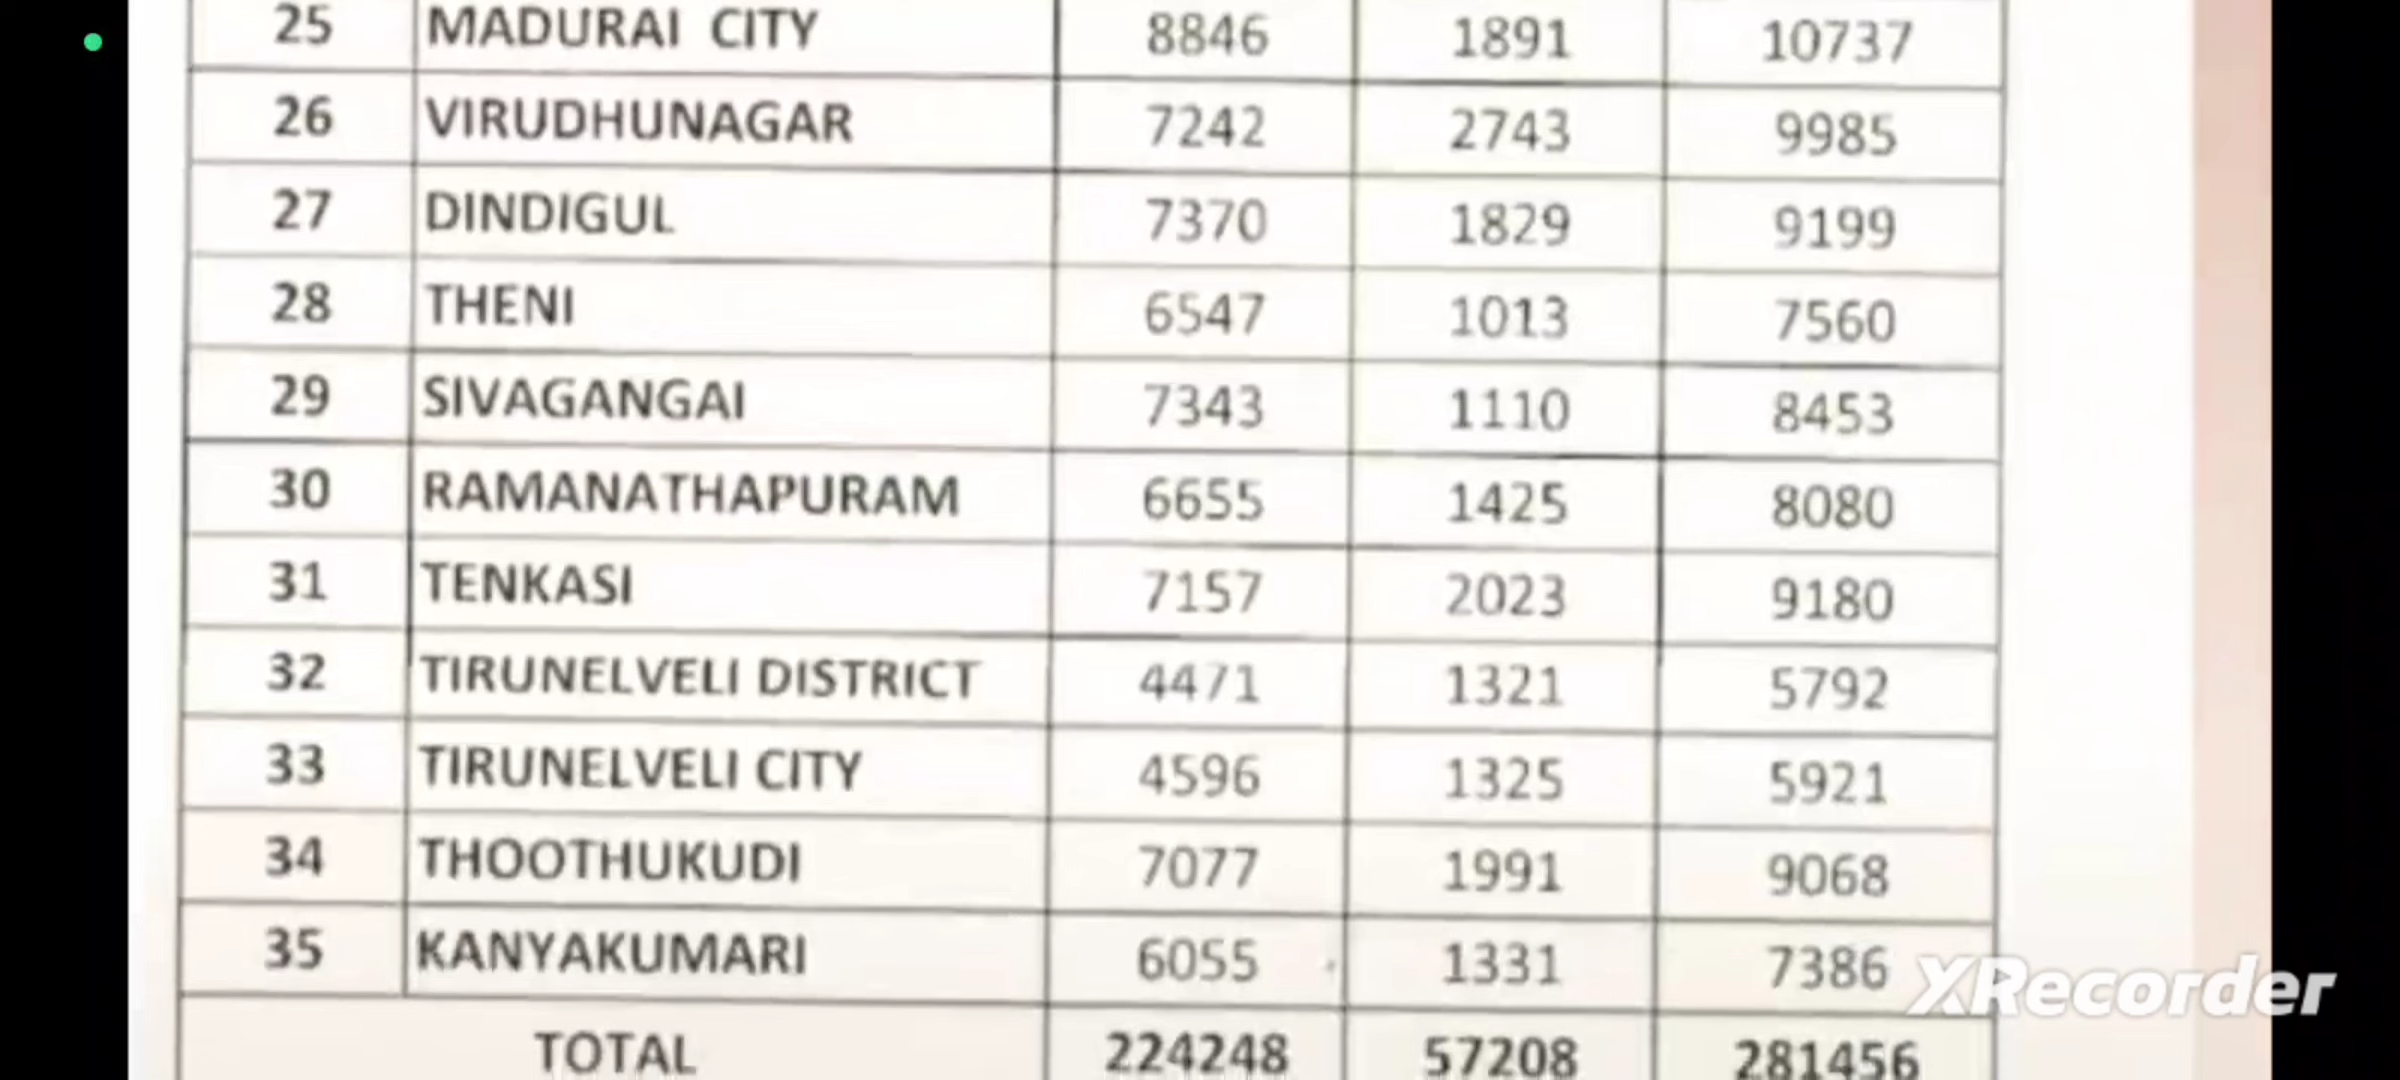 25 MADURAI CITY 8846 1891 10737
26 VIRUDHUNAGAR 7242 2743 9985
27 DINDIGUL 7370 1829 9199
28 THENI 6547 1013 7560
29 SIVAGANGAI 7343 1110 8453
30 RAMANATHAPURAM 6655 1425 8080
31 TENKASI 7157 2023 9180
32 TIRUNELVELI DISTRICT 4471 1321 5792
33 TIRUNELVELI CITY 4596 1325 5921
34 THOOTHUKUDI 7077 1991 9068
35 KANYAKUMARI 6055 1331 7386
XRecorder
TOTAL 224248 57208 281456